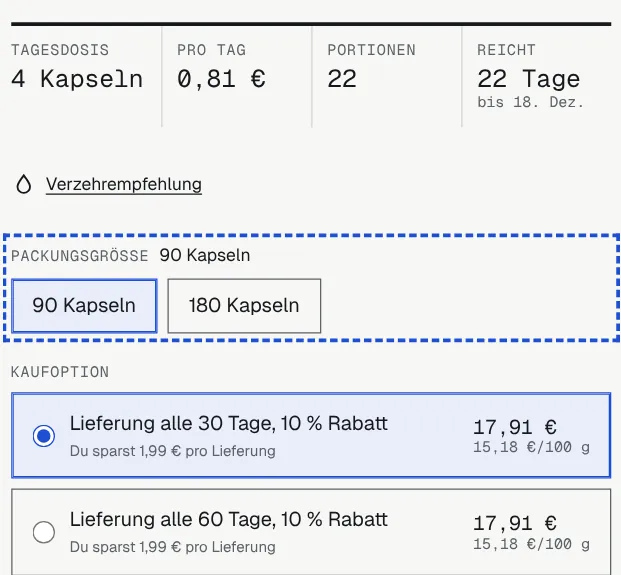 TAGESDOSIS
4 Kapseln
PRO TAG
0,81 €
PORTIONEN
22
REICHT
22 Tage
bis 18. Dez.
Verzehrempfehlung
PACKUNGSGRÖSSE 90 Kapseln
90 Kapseln
180 Kapseln
KAUFOPTION
Lieferung alle 30 Tage, 10 % Rabatt
Du sparst 1,99 € pro Lieferung
17,91 €
15,18 €/100 g
Lieferung alle 60 Tage, 10 % Rabatt
Du sparst 1,99 € pro Lieferung
17,91 €
15,18 €/100 g